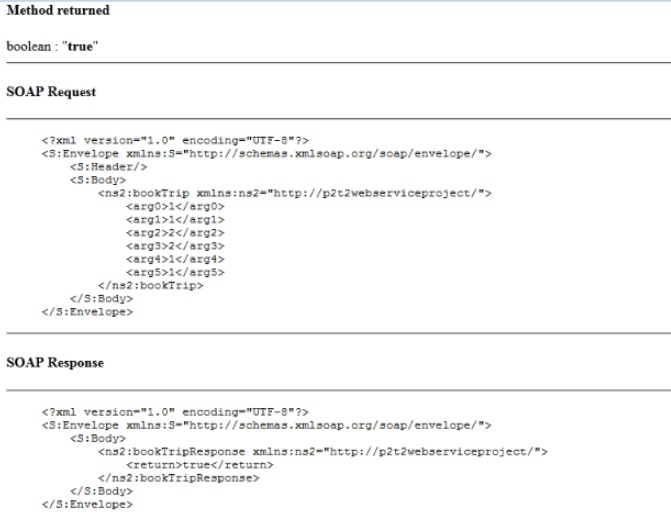 Method returned
boolean : "true"
SOAP Request
<?xml version="1.0" encoding="UTF-8"?>
<S:Envelope xmlns:S="http://schemas.xmlsoap.org/soap/envelope/">
<S:Header/>
<S:Body>
<ns2:bookTrip xmlns:ns2="http://p2t2webserviceproject/">
<arg0>1</arg0>
<arg1>1</arg1>
<arg2>2</arg2>
<arg3>2</arg3>
<arg4>1</arg4>
<arg5>1</arg5>
</ns2:bookTrip>
</S:Body>
</S:Envelope>
SOAP Response
<?xml version="1.0" encoding="UTF-8"?>
<S:Envelope xmlns:S="http://schemas.xmlsoap.org/soap/envelope/">
<S:Body>
<ns2:bookTripResponse xmlns:ns2="http://p2t2webserviceproject/">
<return>true</return>
</ns2:bookTripResponse>
</S:Body>
</S:Envelope>